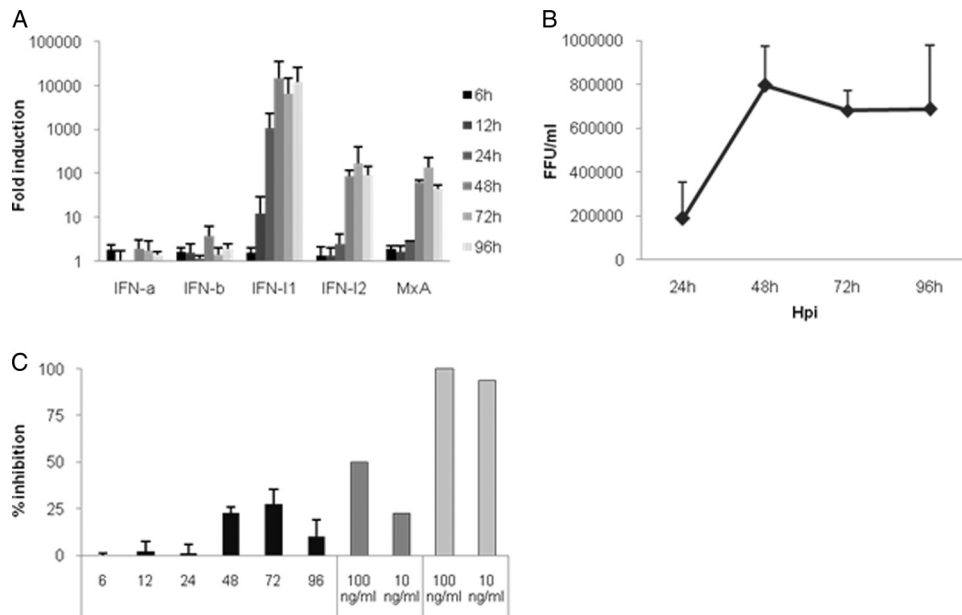 A
100000
10000
1000
100
10
1
Fold induction
IFN-a
IFN-b
IFN-l1
IFN-l2
MxA
6h
12h
24h
48h
72h
96h
B
1000000
800000
600000
400000
200000
0
FFU/ml
24h
48h
72h
96h
Hpi
C
100
75
50
25
0
% inhibition
6
12
24
48
72
96
100 ng/ml
10 ng/ml
100 ng/ml
10 ng/ml